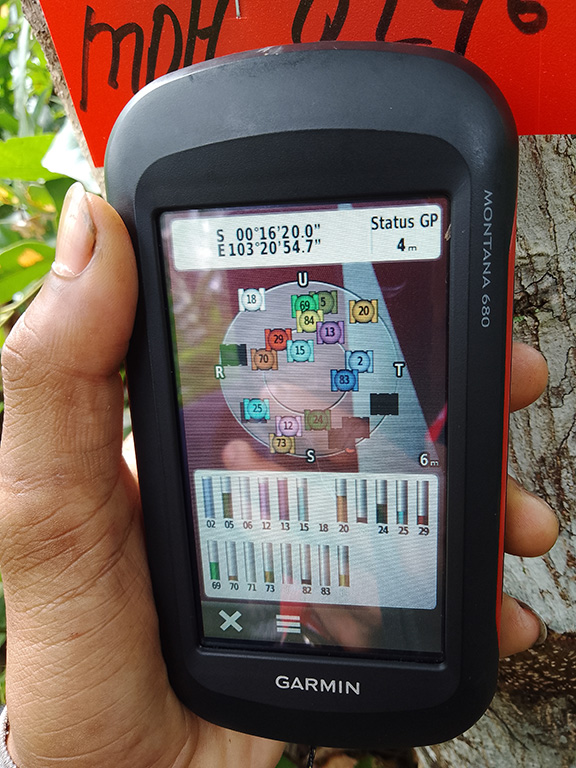 MDH 0296
MONTANA 680
S 00°16'20.0" Status GP
E103°20'54.7" 4 m
U
18 69 5 20
84 13
29
70 15 2
R T
83
25
12 24
73
S 6 m
02 05 06 12 13 15 18 20 24 25 29
69 70 71 73 82 83
GARMIN